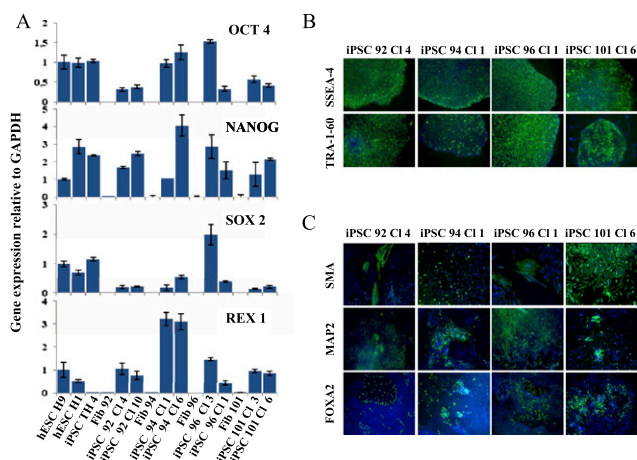 A
Gene expression relative to GAPDH
OCT 4
2
1,5
1
0,5
0
NANOG
5
4
3
2
1
0
SOX 2
3
2
1
0
REX 1
4
3
2
1
0
hESC H9
hESC H1
iPSC TH 4
Fib 92
iPSC 92 Cl 4
iPSC 92 Cl 10
Fib 94
iPSC 94 Cl 1
iPSC 94 Cl 6
Fib 96
iPSC 96 Cl 3
iPSC 96 Cl 1
Fib 101
iPSC 101 Cl 3
iPSC 101 Cl 6
B
iPSC 92 Cl 4 iPSC 94 Cl 1 iPSC 96 Cl 1 iPSC 101 Cl 6
SSEA-4
TRA-1-60
C
iPSC 92 Cl 4 iPSC 94 Cl 1 iPSC 96 Cl 1 iPSC 101 Cl 6
SMA
MAP2
FOXA2